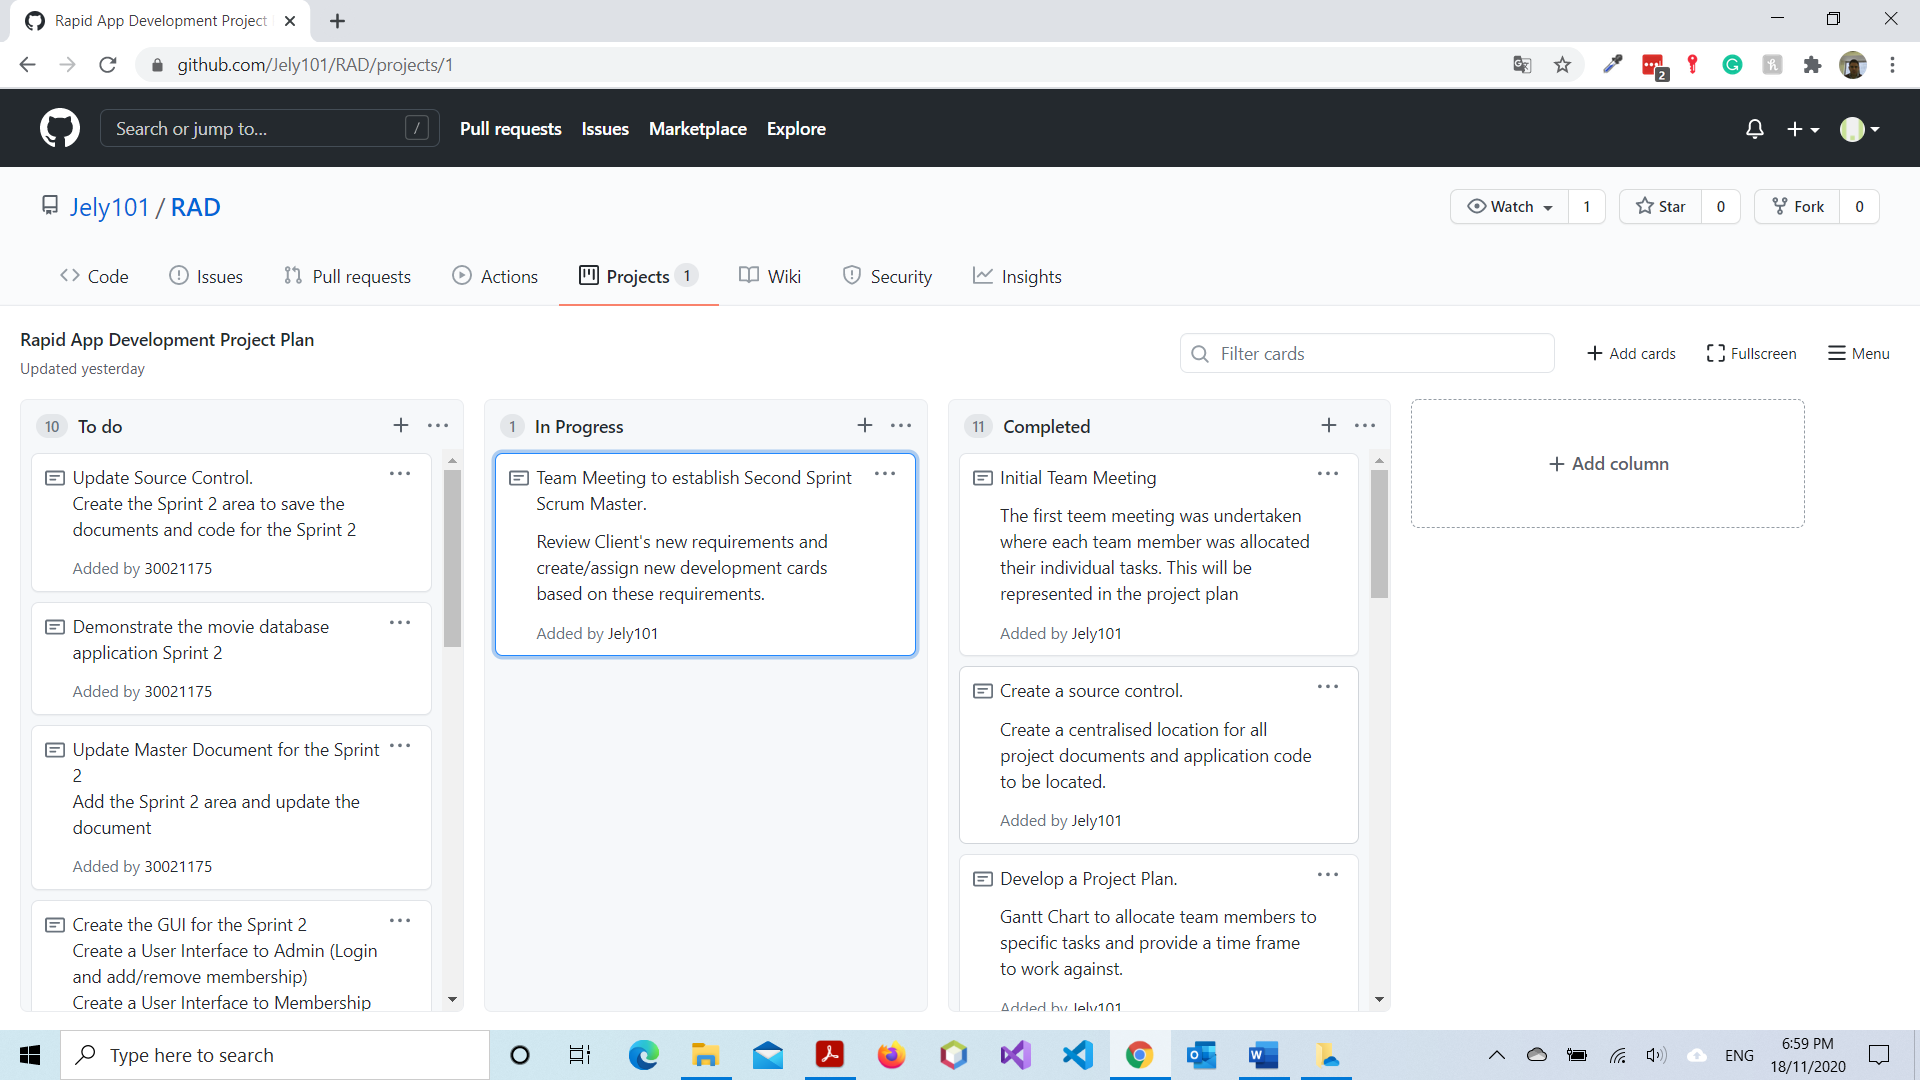 Rapid App Development Project
github.com/Jely101/RAD/projects/1
2
Search or jump to...
/
Pull requests
Issues
Marketplace
Explore
Jely101 / RAD
Watch 1
Star 0
Fork 0
Code
Issues
Pull requests
Actions
Projects 1
Wiki
Security
Insights
Rapid App Development Project Plan
Updated yesterday
Filter cards
Add cards
Fullscreen
Menu
10 To do
Update Source Control.
Create the Sprint 2 area to save the
documents and code for the Sprint 2
Added by 30021175
Demonstrate the movie database
application Sprint 2
Added by 30021175
Update Master Document for the Sprint
2
Add the Sprint 2 area and update the
document
Added by 30021175
Create the GUI for the Sprint 2
Create a User Interface to Admin (Login
and add/remove membership)
Create a User Interface to Membership
1 In Progress
Team Meeting to establish Second Sprint
Scrum Master.
Review Client's new requirements and
create/assign new development cards
based on these requirements.
Added by Jely101
11 Completed
Initial Team Meeting
The first teem meeting was undertaken
where each team member was allocated
their individual tasks. This will be
represented in the project plan
Added by Jely101
Create a source control.
Create a centralised location for all
project documents and application code
to be located.
Added by Jely101
Develop a Project Plan.
Gantt Chart to allocate team members to
specific tasks and provide a time frame
to work against.
Added by Jely101
Add column
Type here to search
ENG
6:59 PM
18/11/2020